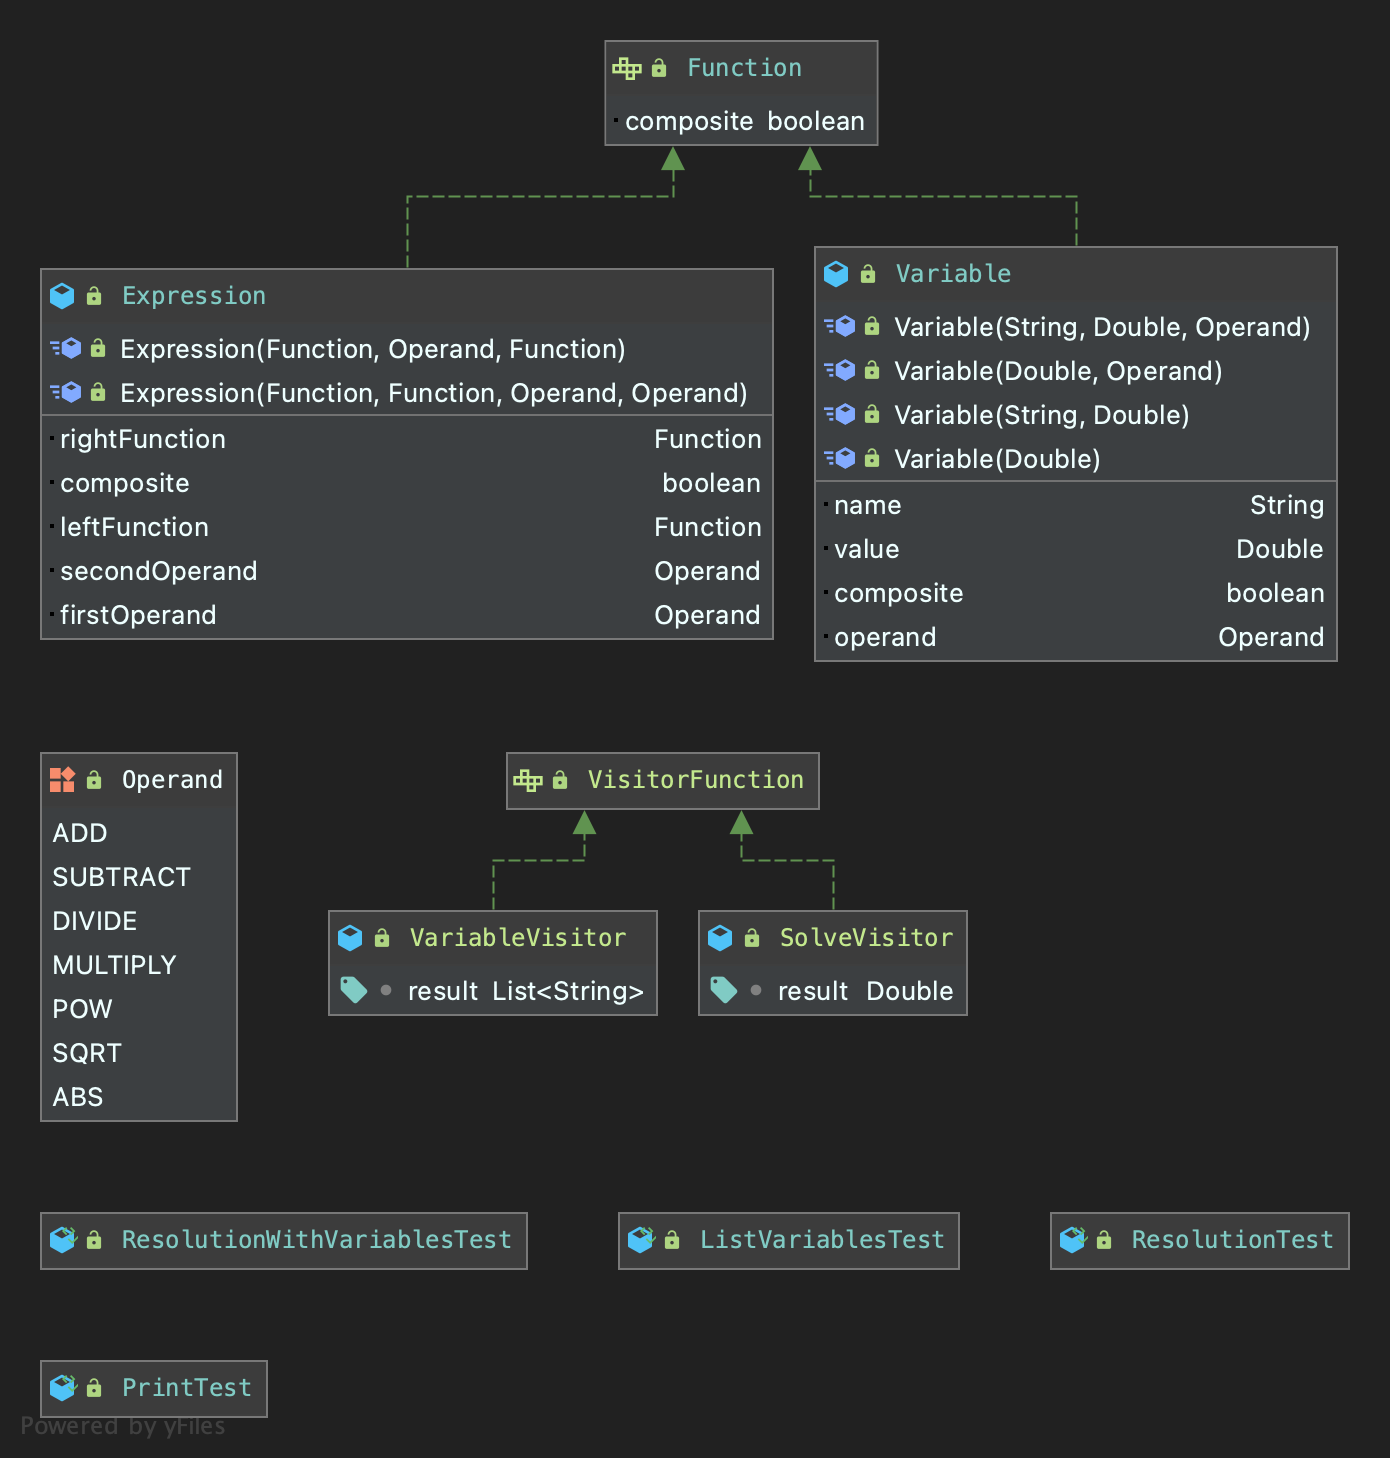 Function
composite boolean
Expression
Expression(Function, Operand, Function)
Expression(Function, Function, Operand, Operand)
rightFunction Function
composite boolean
leftFunction Function
secondOperand Operand
firstOperand Operand
Variable
Variable(String, Double, Operand)
Variable(Double, Operand)
Variable(String, Double)
Variable(Double)
name String
value Double
composite boolean
operand Operand
Operand
ADD
SUBTRACT
DIVIDE
MULTIPLY
POW
SQRT
ABS
VisitorFunction
VariableVisitor
result List<String>
SolveVisitor
result Double
ResolutionWithVariablesTest
ListVariablesTest
ResolutionTest
PrintTest
Powered by yFiles